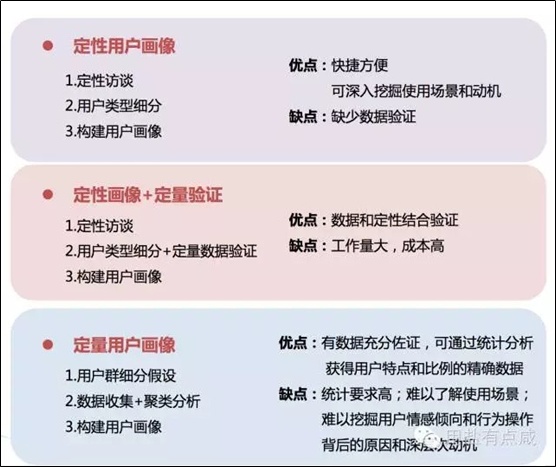 定性用户画像
1.定性访谈
2.用户类型细分
3.构建用户画像
优点：快捷方便
可深入挖掘使用场景和动机
缺点：缺少数据验证
定性画像+定量验证
1.定性访谈
2.用户类型细分+定量数据验证
3.构建用户画像
优点：数据和定性结合验证
缺点：工作量大，成本高
定量用户画像
1.用户群细分假设
2.数据收集+聚类分析
3.构建用户画像
优点：有数据充分佐证，可通过统计分析
获得用户特点和比例的精确数据
缺点：统计要求高；难以了解使用场景；
难以挖掘用户情感倾向和行为操作
背后的原因和深层次动机
有点咸